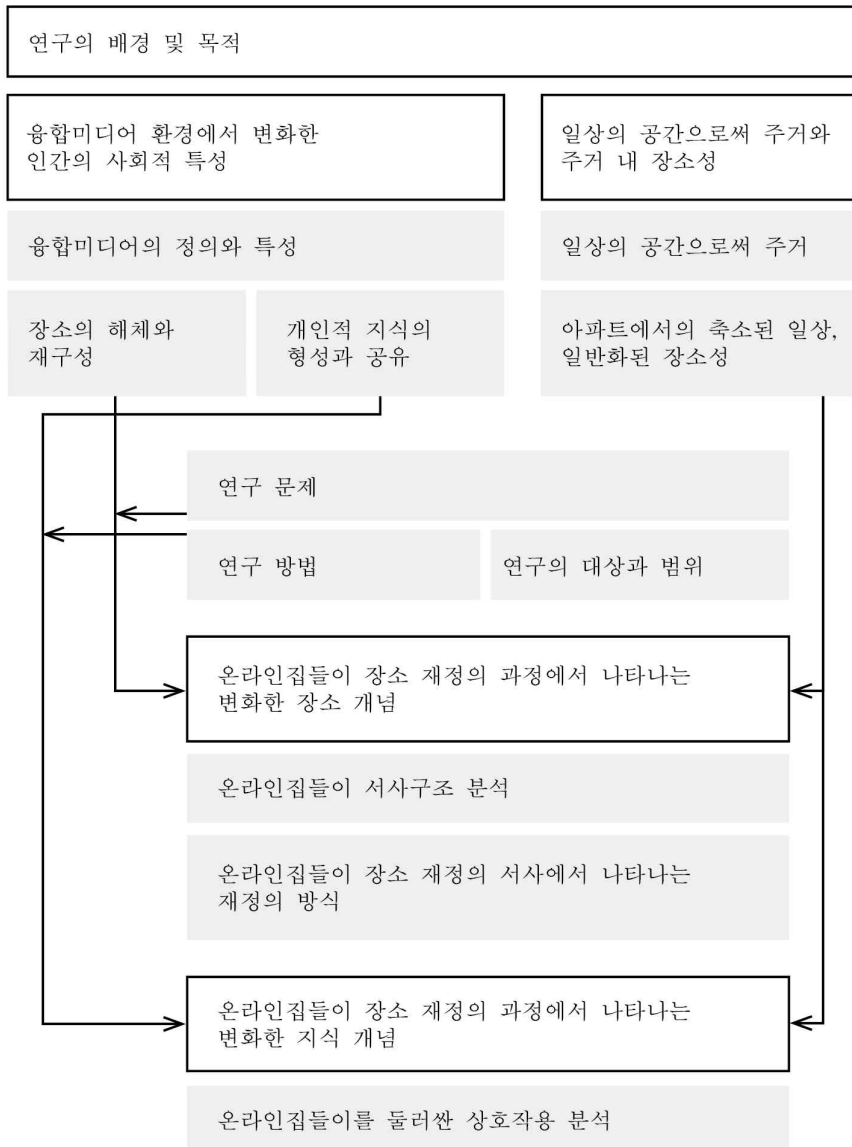 연구의 배경 및 목적
융합미디어 환경에서 변화한
인간의 사회적 특성
일상의 공간으로써 주거와
주거 내 장소성
융합미디어의 정의와 특성
일상의 공간으로써 주거
장소의 해체와
재구성
개인적 지식의
형성과 공유
아파트에서의 축소된 일상,
일반화된 장소성
연구 문제
연구 방법
연구의 대상과 범위
온라인집들이 장소 재정의 과정에서 나타나는
변화한 장소 개념
온라인집들이 서사구조 분석
온라인집들이 장소 재정의 서사에서 나타나는
재정의 방식
온라인집들이 장소 재정의 과정에서 나타나는
변화한 지식 개념
온라인집들이를 둘러싼 상호작용 분석